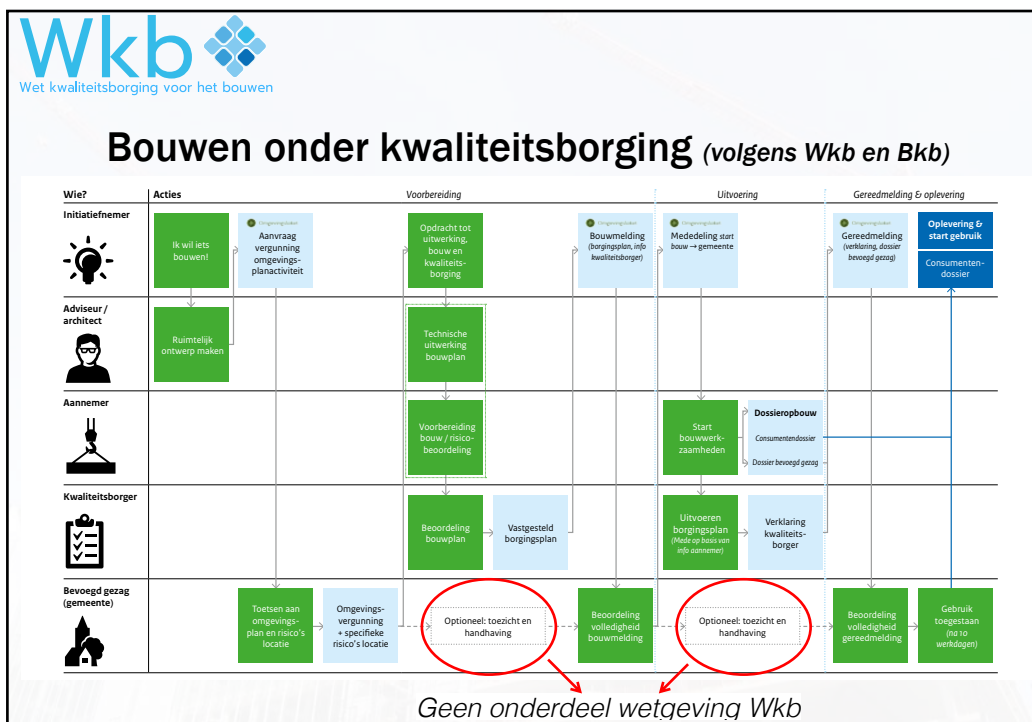 Wkb
Wet kwaliteitsborging voor het bouwen
Bouwen onder kwaliteitsborging (volgens Wkb en Bkb)
Wie?
Acties
Voorbereiding
Uitvoering
Gereedmelding & oplevering
Initiatiefnemer
Ik wil iets
bouwen!
Omgevingsloket
Aanvraag
vergunning
omgevings-
planactiviteit
Opdracht tot
uitwerking,
bouw en
kwaliteits-
borging
Omgevingsloket
Bouwmelding
(borgingsplan, info
kwaliteitsborger)
Omgevingsloket
Mededeling start
bouw → gemeente
Omgevingsloket
Gereedmelding
(verklaring, dossier
bevoegd gezag)
Oplevering &
start gebruik
Consumenten-
dossier
Adviseur /
architect
Ruimtelijk
ontwerp maken
Technische
uitwerking
bouwplan
Aannemer
Voorbereiding
bouw / risico-
beoordeling
Start
bouwwerk-
zaamheden
Dossieropbouw
Consumentendossier
Dossier bevoegd gezag
Kwaliteitsborger
Beoordeling
bouwplan
Vastgesteld
borgingsplan
Uitvoeren
borgingsplan
(Mede op basis van
info aannemer)
Verklaring
kwaliteits-
borger
Bevoegd gezag
(gemeente)
Toetsen aan
omgevings-
plan en risico's
locatie
Omgevings-
vergunning
+ specifieke
risico's locatie
Optioneel: toezicht en
handhaving
Beoordeling
volledigheid
bouwmelding
Optioneel: toezicht en
handhaving
Beoordeling
volledigheid
gereedmelding
Gebruik
toegestaan
(na 10
werkdagen)
Geen onderdeel wetgeving Wkb